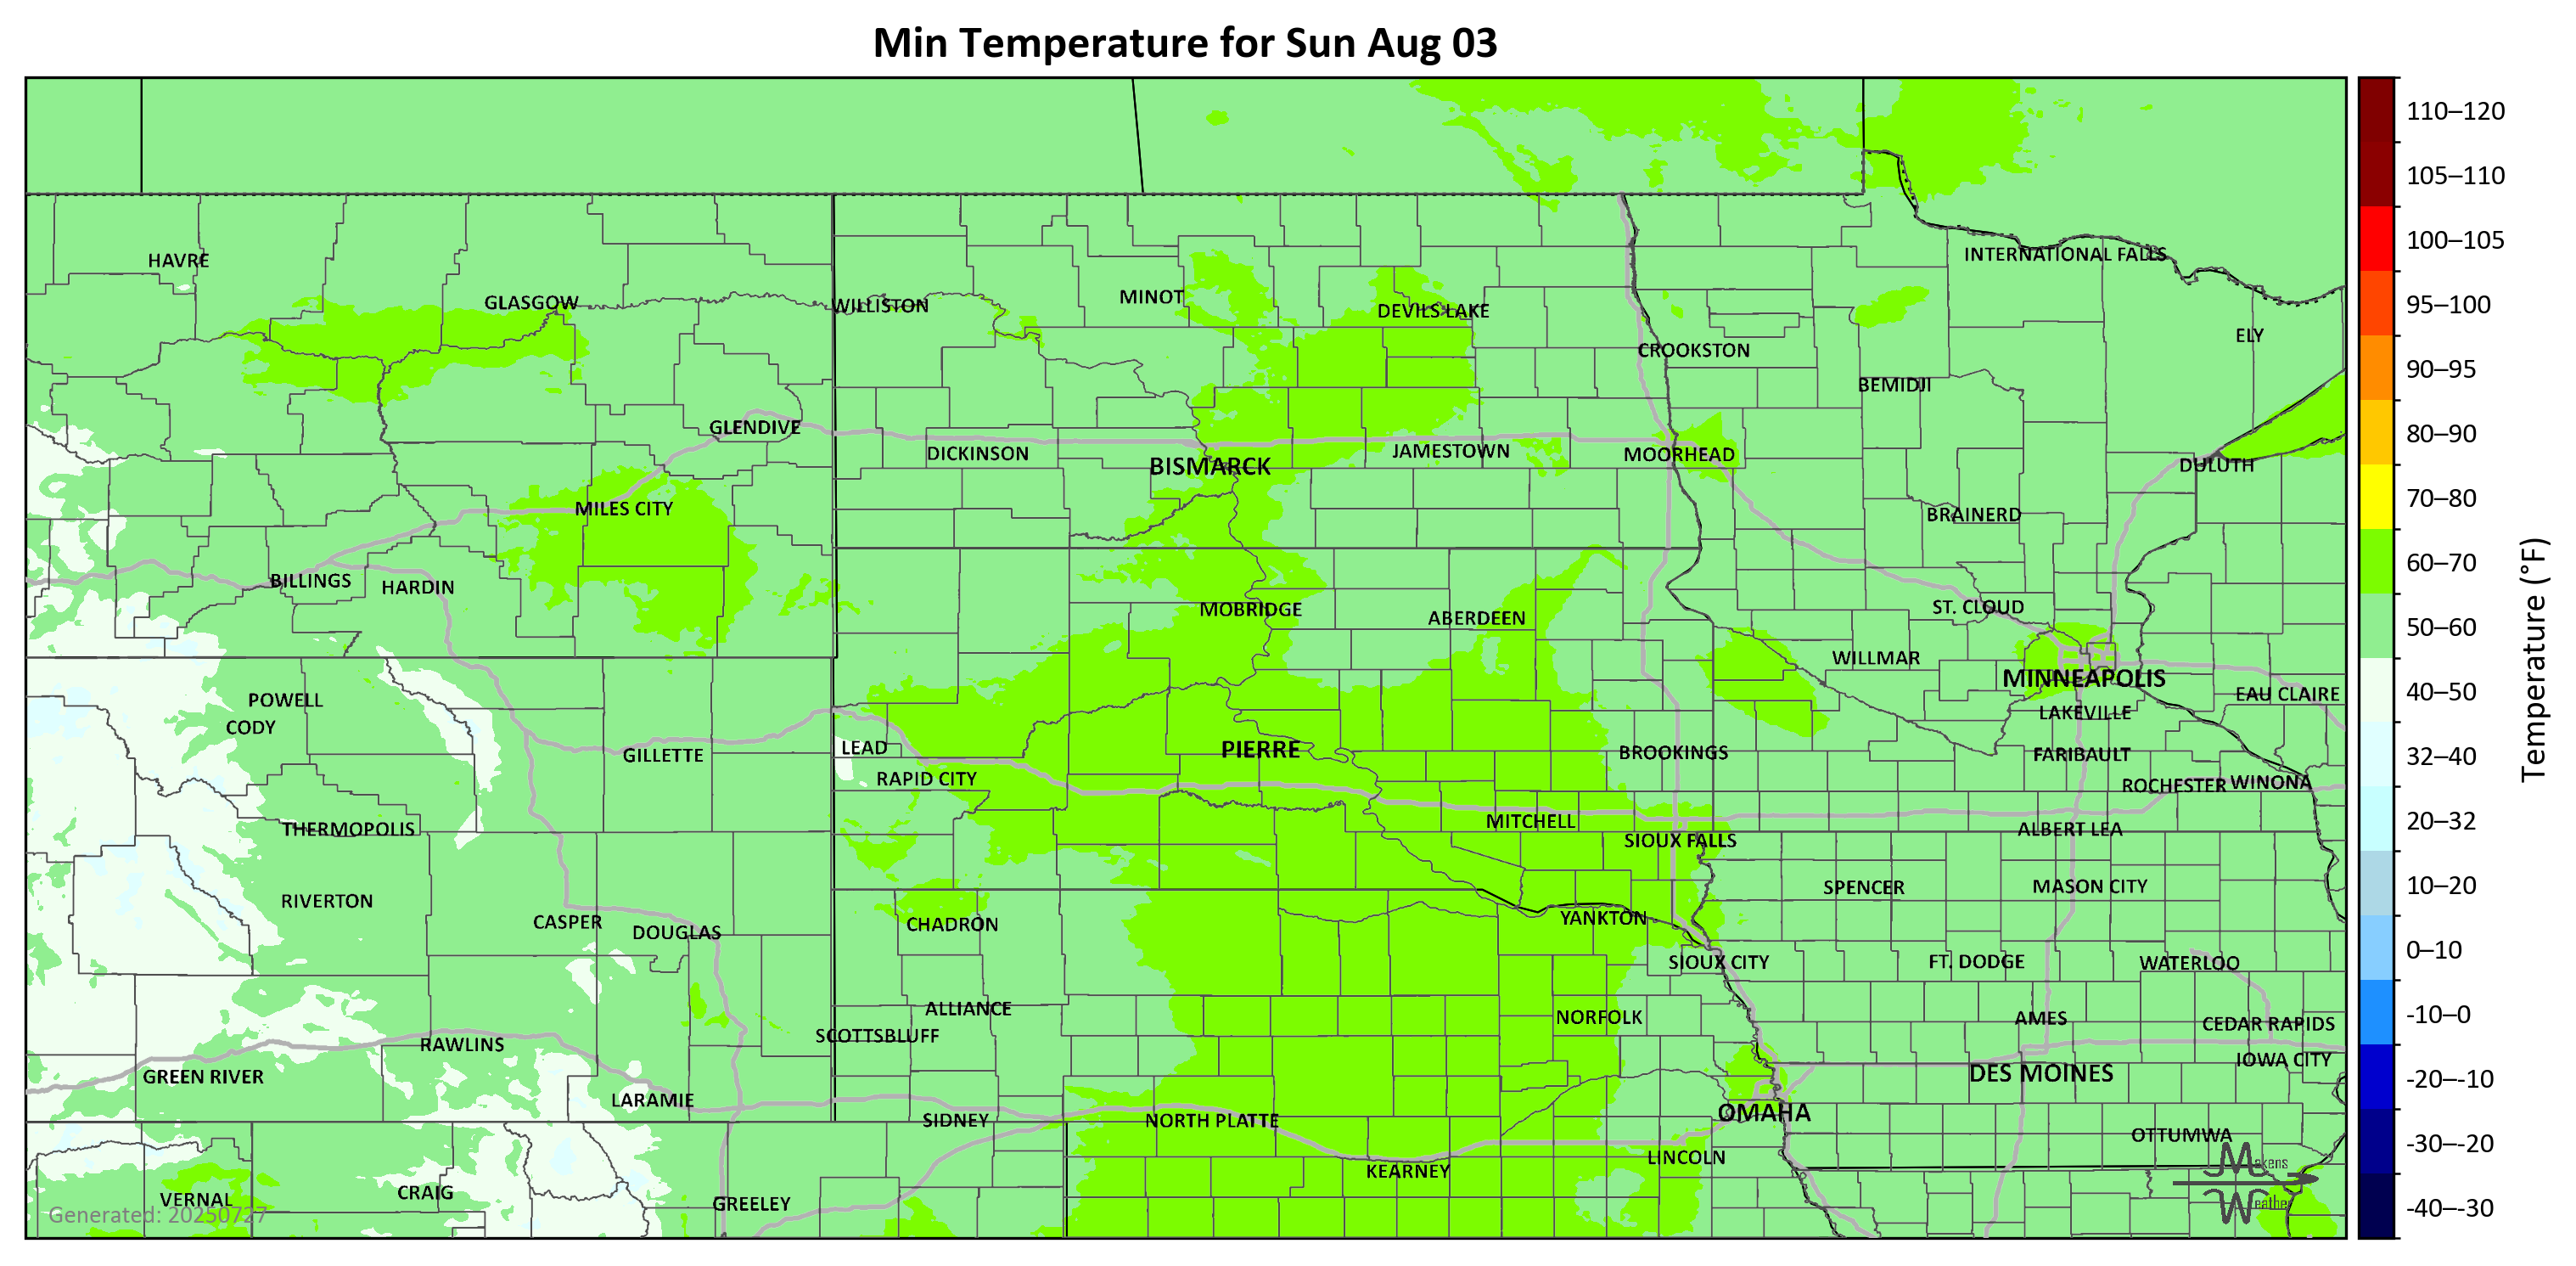 Min Temperature for Sun Aug 03
110–120
105–110
100–105
95–100
90–95
80–90
70–80
60–70
50–60
40–50
32–40
20–32
10–20
0–10
-10–0
-20–-10
-30–-20
-40–-30
Temperature (°F)
HAVRE
GLASGOW
WILLISTON
MINOT
DEVILS LAKE
INTERNATIONAL FALLS
ELY
CROOKSTON
BEMIDJI
GLENDIVE
DICKINSON
BISMARCK
JAMESTOWN
MOORHEAD
DULUTH
MILES CITY
BRAINERD
BILLINGS
HARDIN
MOBRIDGE
ABERDEEN
ST. CLOUD
WILLMAR
MINNEAPOLIS
EAU CLAIRE
POWELL
CODY
LAKEVILLE
GILLETTE
LEAD
PIERRE
BROOKINGS
FARIBAULT
RAPID CITY
ROCHESTER
WINONA
THERMOPOLIS
MITCHELL
SIOUX FALLS
ALBERT LEA
RIVERTON
SPENCER
MASON CITY
CASPER
DOUGLAS
CHADRON
YANKTON
SIOUX CITY
FT. DODGE
WATERLOO
ALLIANCE
NORFOLK
AMES
CEDAR RAPIDS
SCOTTSBLUFF
RAWLINS
IOWA CITY
GREEN RIVER
DES MOINES
LARAMIE
SIDNEY
NORTH PLATTE
OMAHA
OTTUMWA
LINCOLN
KEARNEY
VERNAL
CRAIG
GREELEY
Generated: 20250727
Makens
Weather